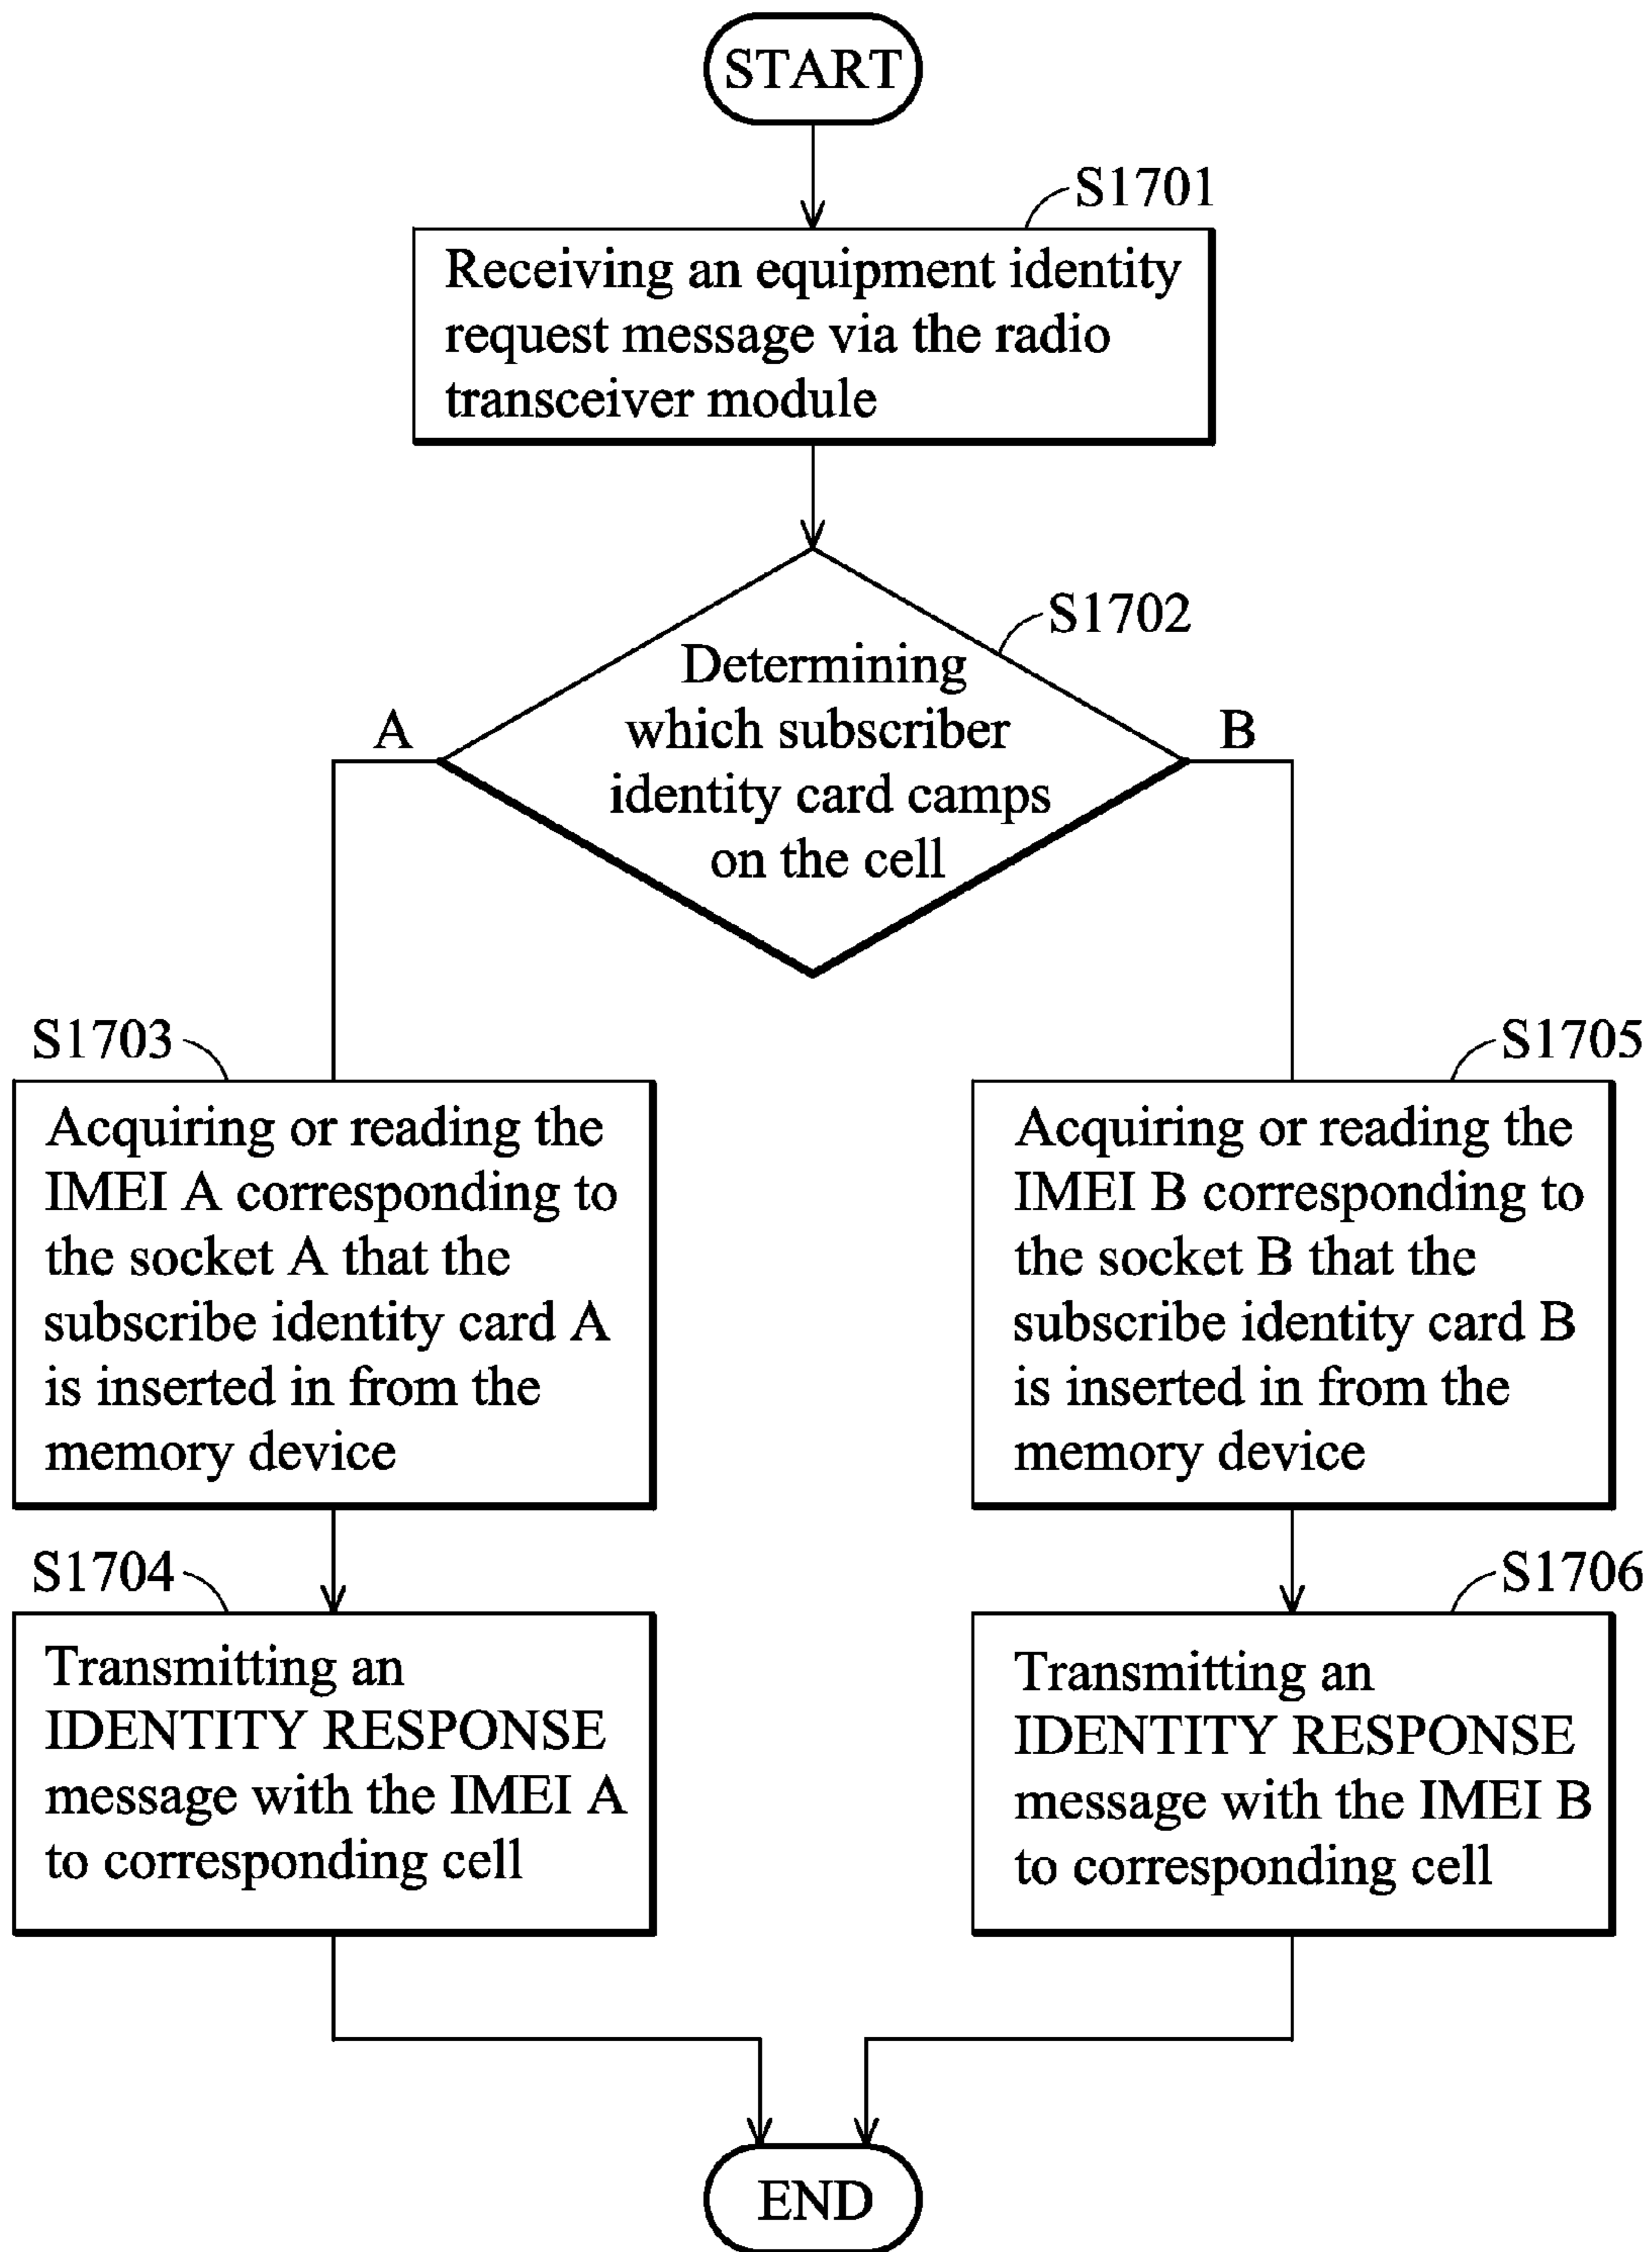 START
S1701
Receiving an equipment identity
request message via the radio
transceiver module
S1702
Determining
which subscriber
identity card camps
on the cell
A
B
S1703
Acquiring or reading the
IMEI A corresponding to
the socket A that the
subscribe identity card A
is inserted in from the
memory device
S1705
Acquiring or reading the
IMEI B corresponding to
the socket B that the
subscribe identity card B
is inserted in from the
memory device
S1704
Transmitting an
IDENTITY RESPONSE
message with the IMEI A
to corresponding cell
S1706
Transmitting an
IDENTITY RESPONSE
message with the IMEI B
to corresponding cell
END